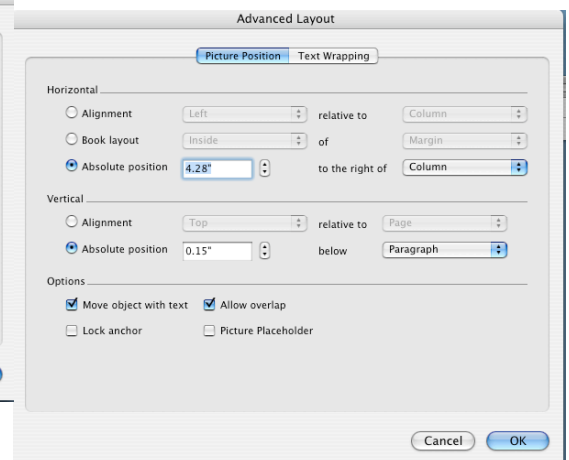 Advanced Layout
Picture Position Text Wrapping
Horizontal
Alignment Left relative to Column
Book layout Inside of Margin
Absolute position 4.28" to the right of Column
Vertical
Alignment Top relative to Page
Absolute position 0.15" below Paragraph
Options
Move object with text Allow overlap
Lock anchor Picture Placeholder
Cancel OK